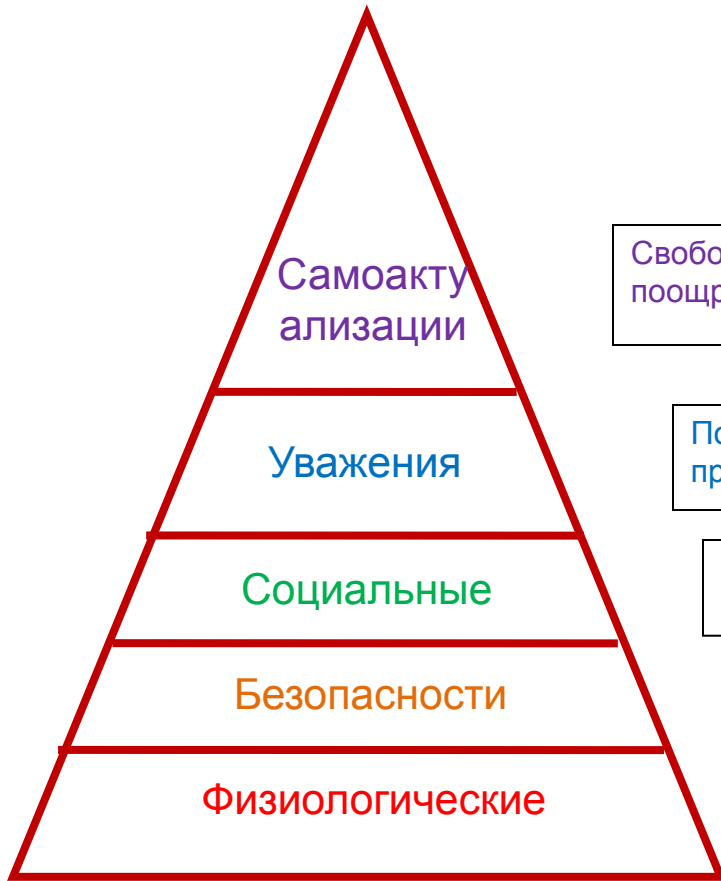 Самоакту
ализации
Уважения
Социальные
Безопасности
Физиологические